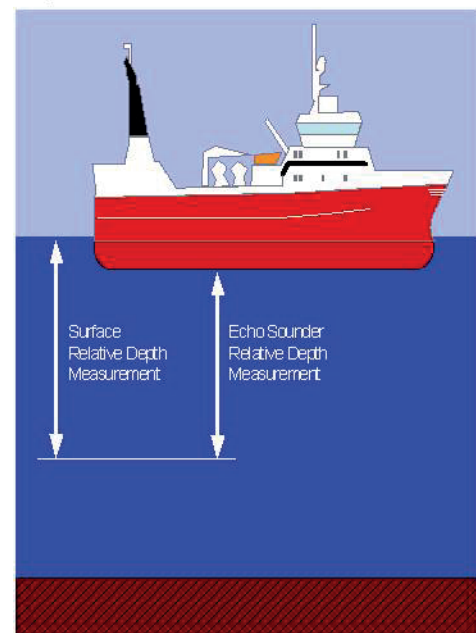 Surface
Relative Depth
Measurement
Echo Sounder
Relative Depth
Measurement